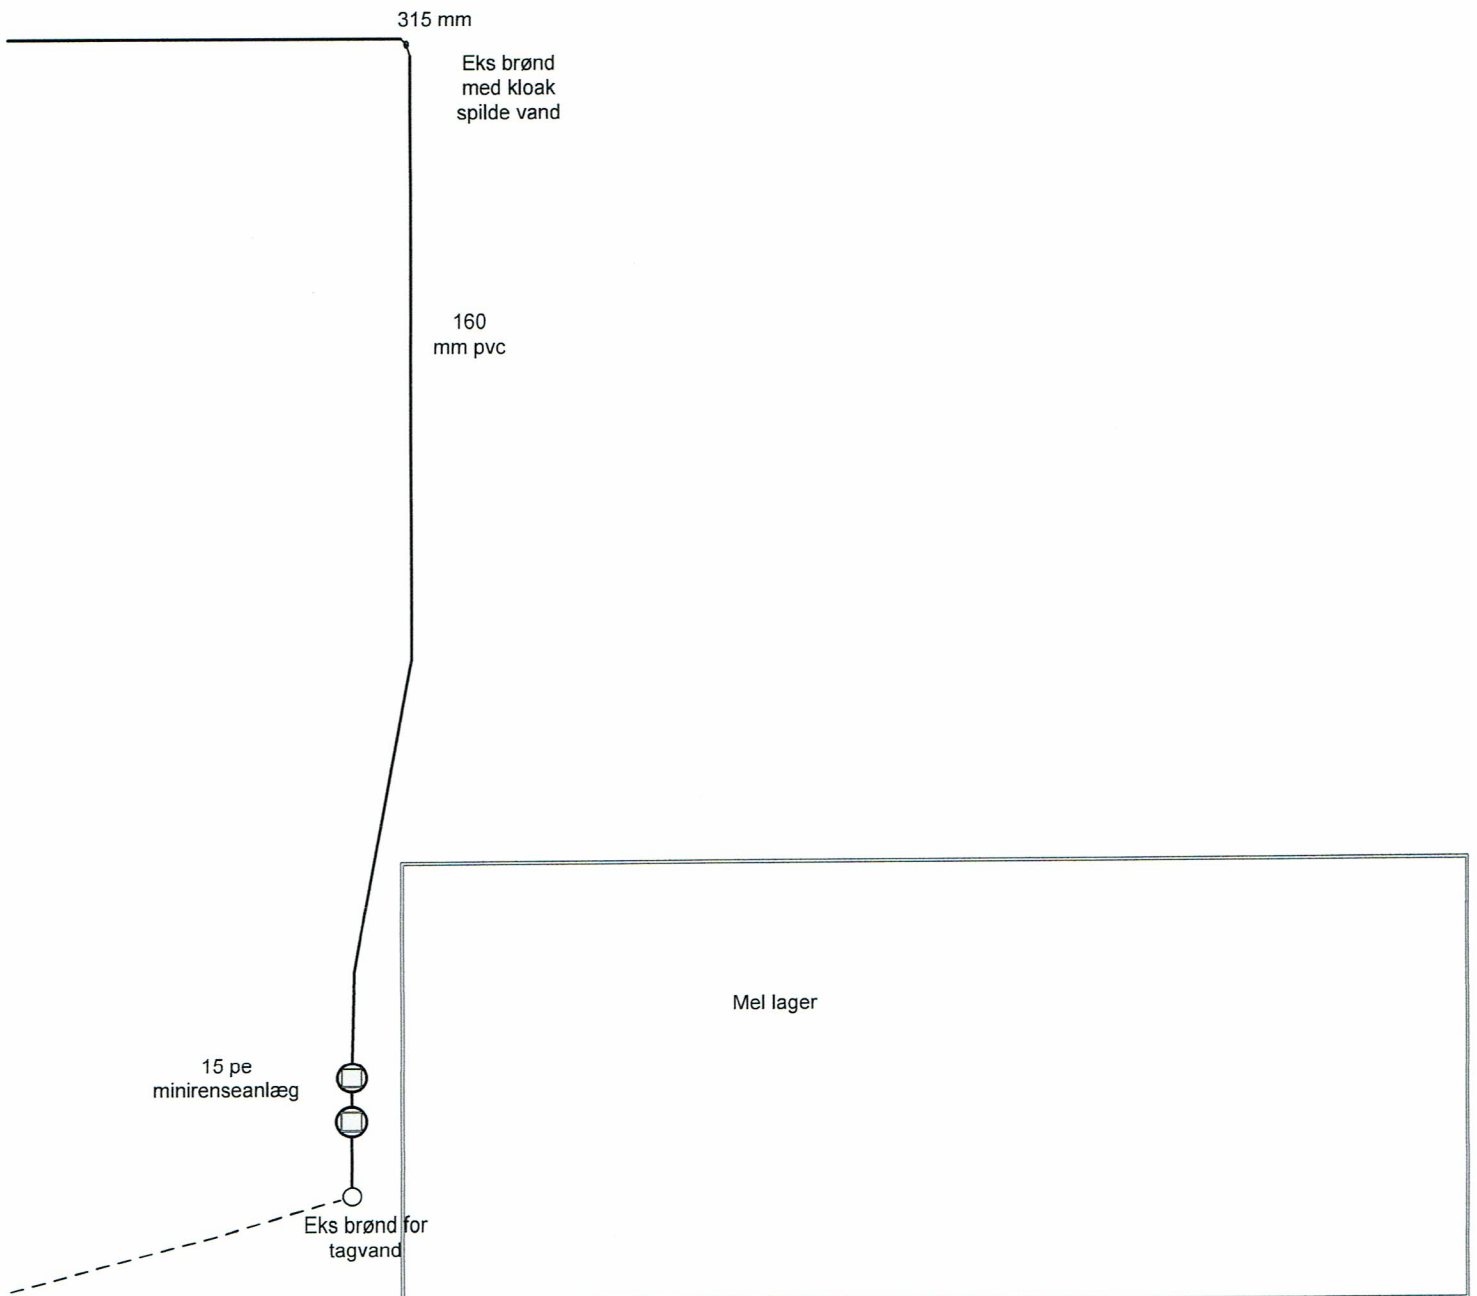 315 mm
Eks brønd
med kloak
spilde vand
160
mm pvc
Mel lager
15 pe
minirenseanlæg
Eks brønd for
tagvand